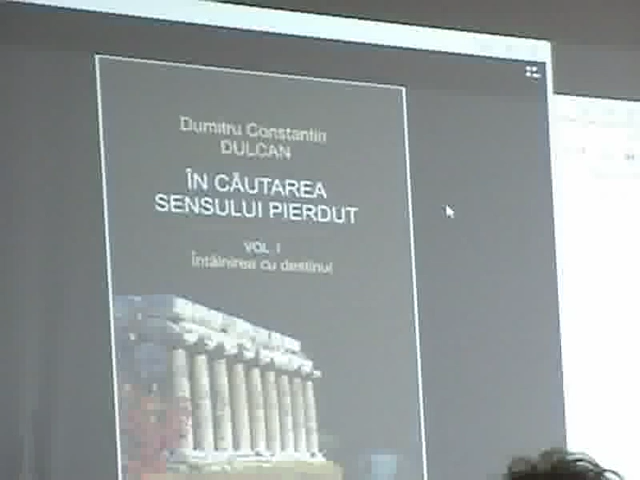 Dumitru Constantin
DULCAN
ÎN CĂUTAREA
SENSULUI PIERDUT
VOL I
Întâlnirea cu destinul